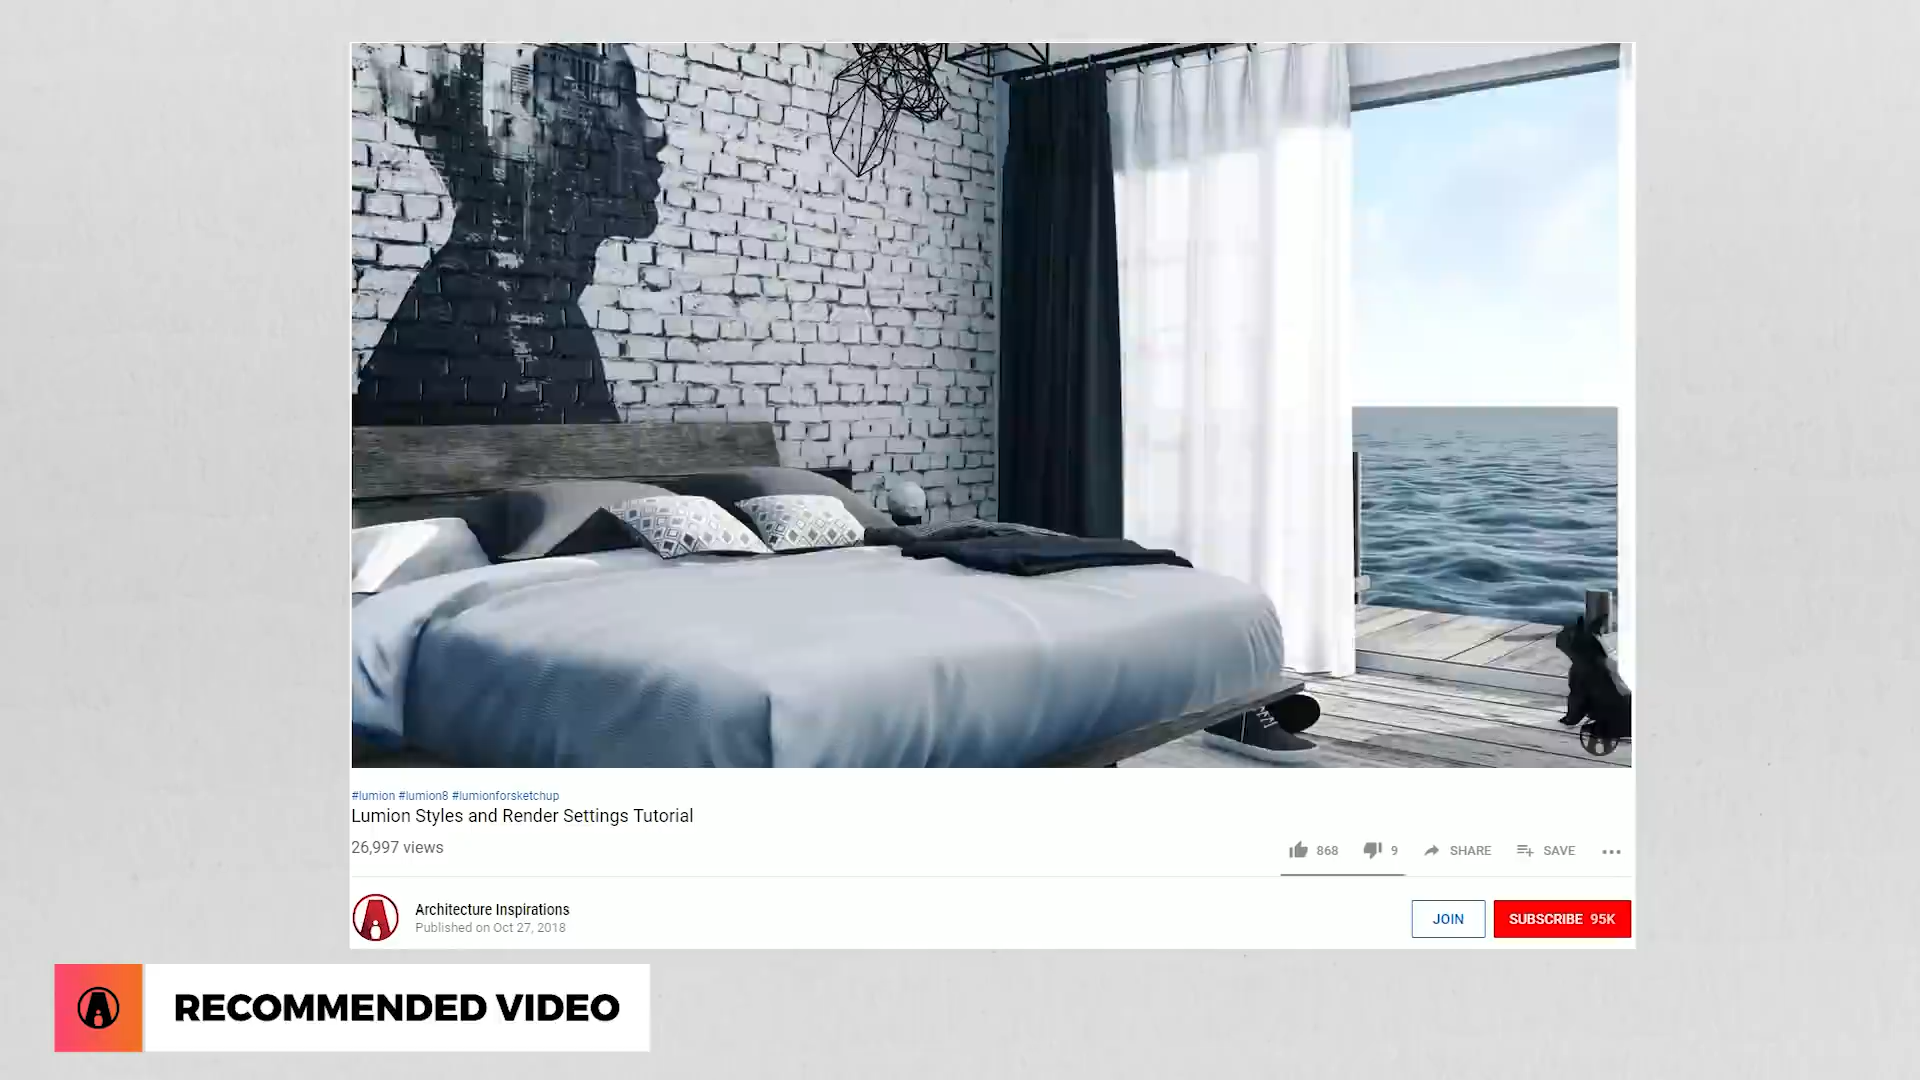 #lumion #lumion8 #lumionforsketchup
Lumion Styles and Render Settings Tutorial
26,997 views
868 9 SHARE SAVE
Architecture Inspirations
Published on Oct 27, 2018
JOIN SUBSCRIBE 95K
RECOMMENDED VIDEO